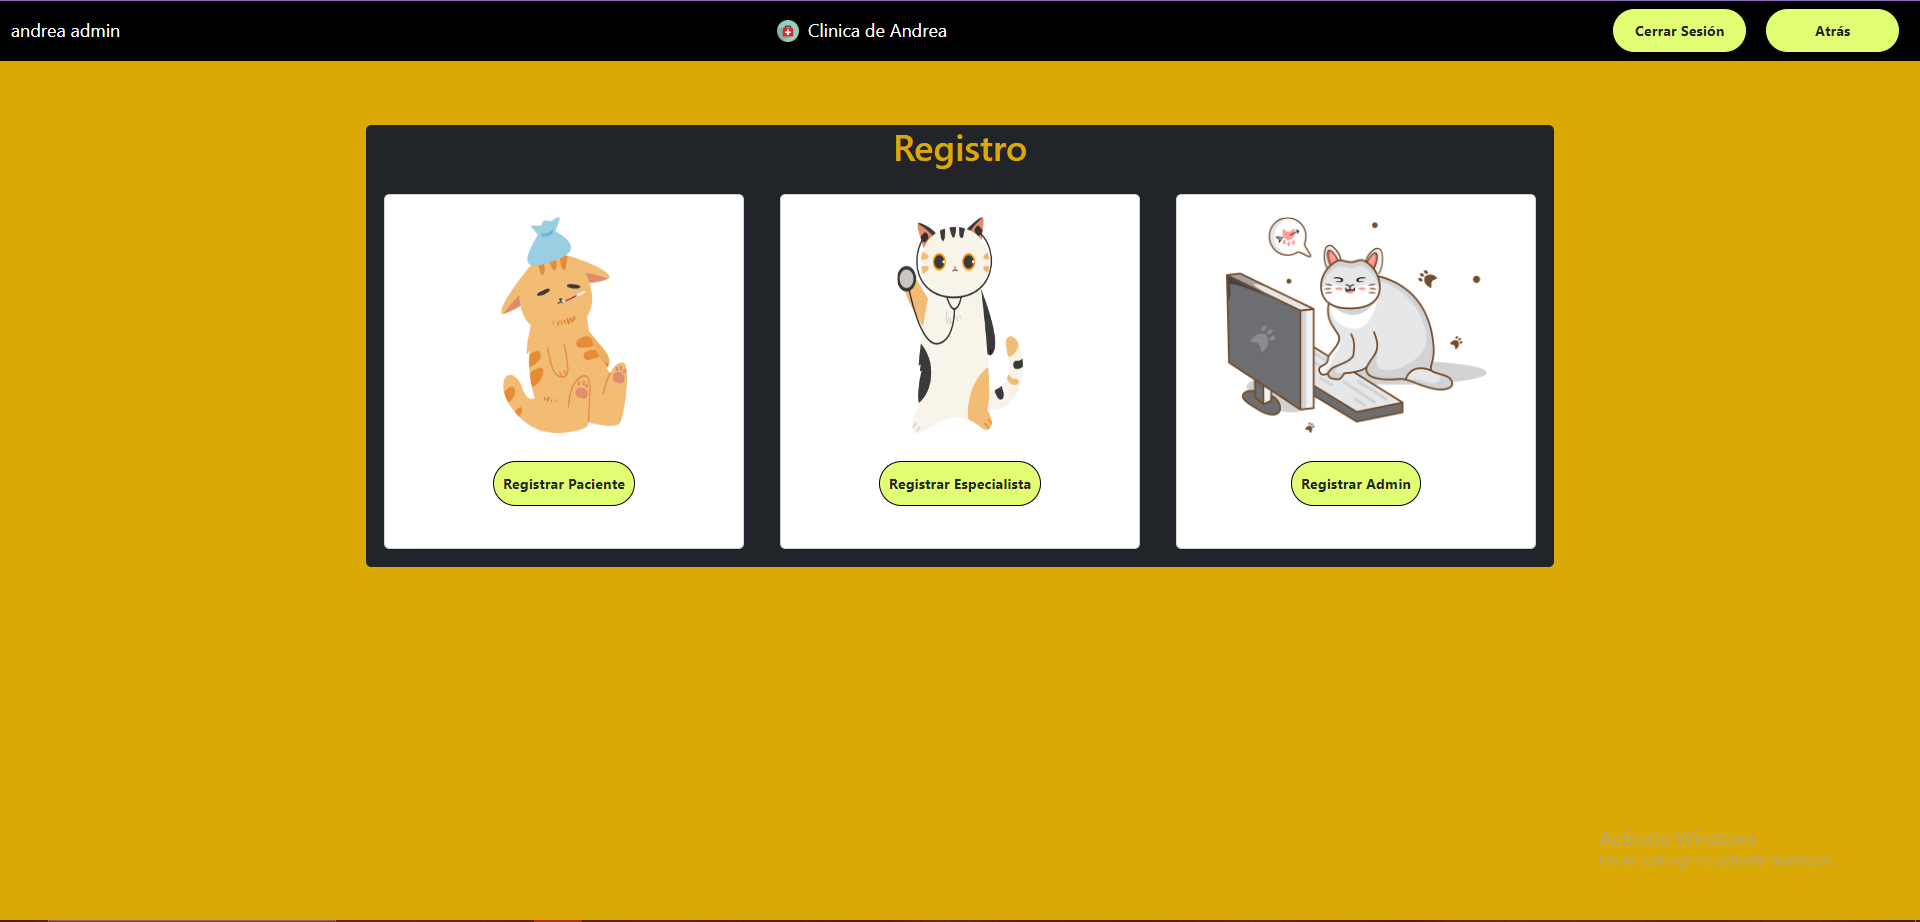 andrea admin
Clinica de Andrea
Cerrar Sesión
Atrás
Registro
Registrar Paciente
Registrar Especialista
Registrar Admin
Activate Windows
Go to Settings to activate Windows.